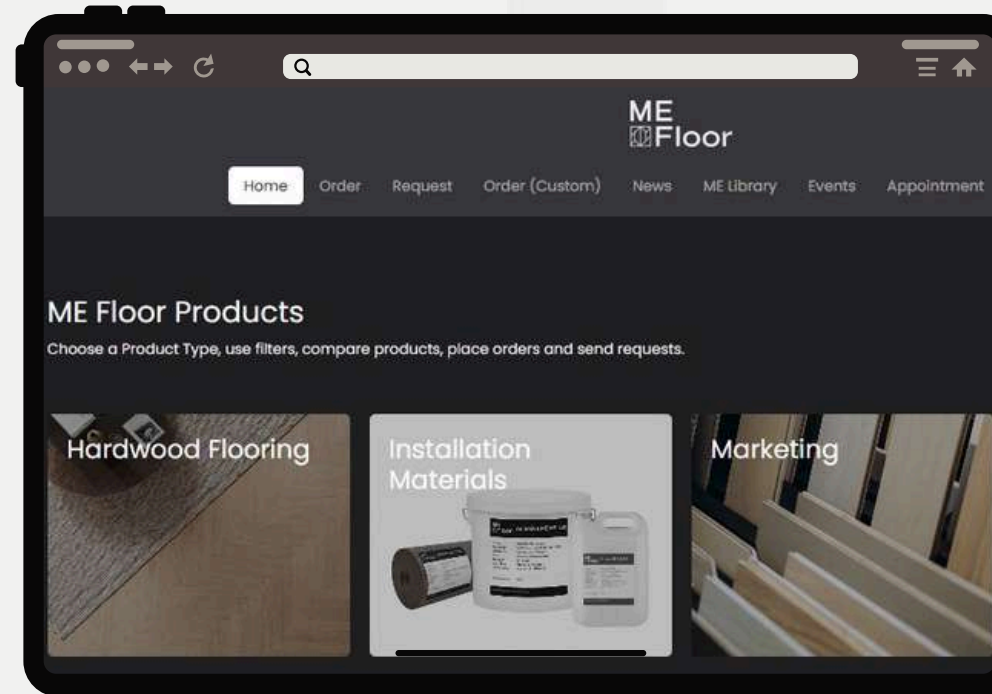 ME
Floor
Home Order Request Order (Custom) News ME Library Events Appointment
ME Floor Products
Choose a Product Type, use filters, compare products, place orders and send requests.
Hardwood Flooring
Installation
Materials
Marketing